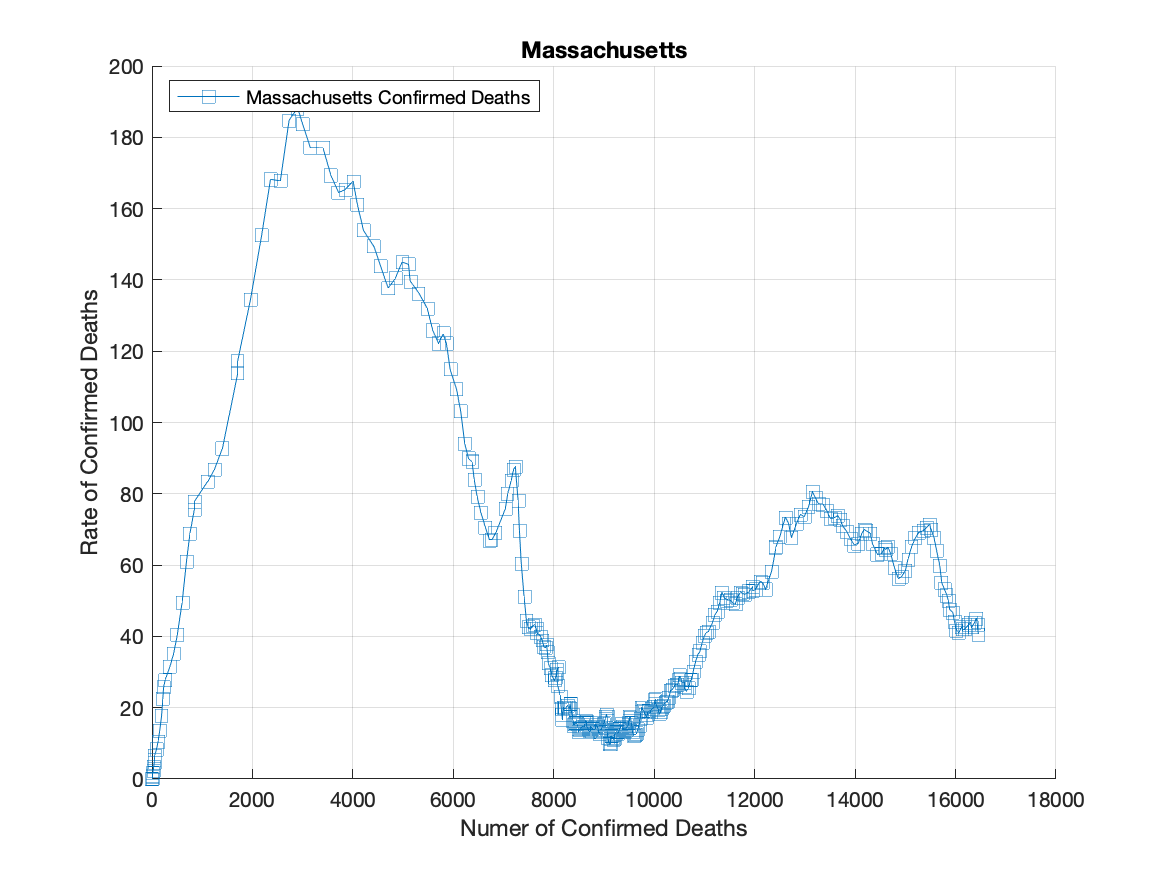 Massachusetts
200
Massachusetts Confirmed Deaths
180
160
140
120
100
80
60
40
20
0
Rate of Confirmed Deaths
0 2000 4000 6000 8000 10000 12000 14000 16000 18000
Numer of Confirmed Deaths